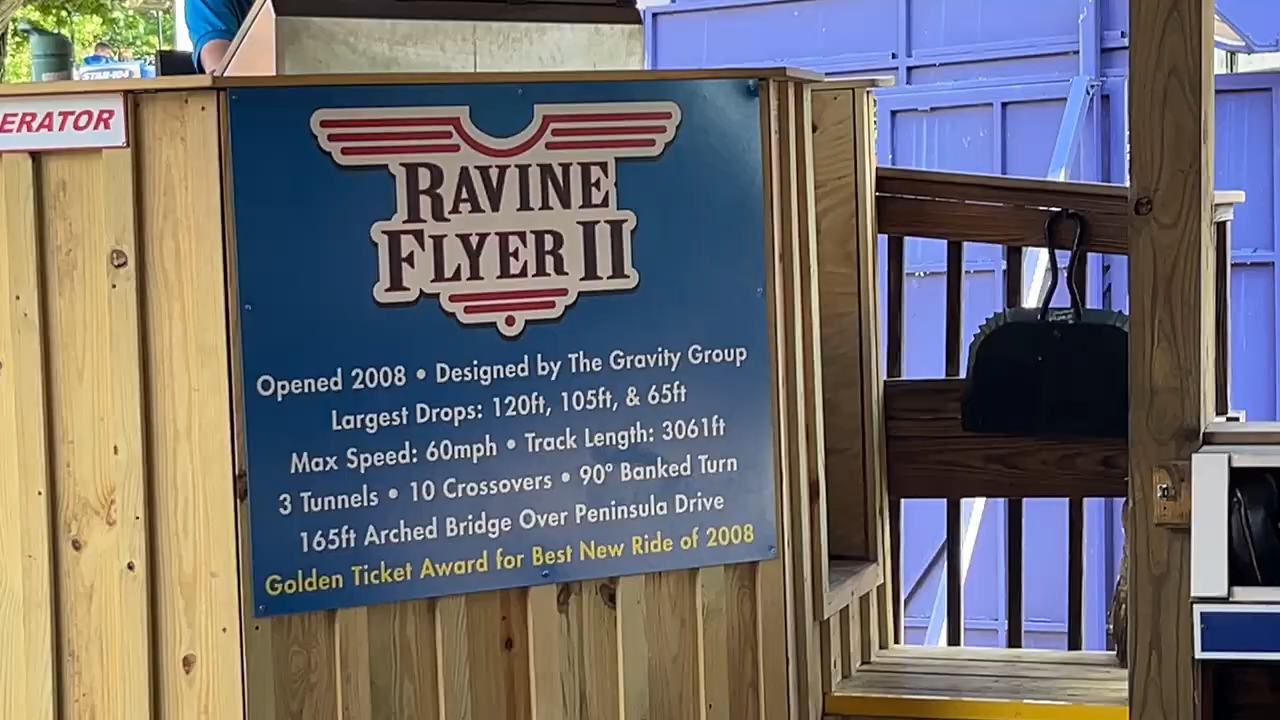 STAR 104
ERATOR
RAVINE
FLYER II
Opened 2008 • Designed by The Gravity Group
Largest Drops: 120ft, 105ft, & 65ft
Max Speed: 60mph • Track Length: 3061ft
3 Tunnels • 10 Crossovers • 90° Banked Turn
165ft Arched Bridge Over Peninsula Drive
Golden Ticket Award for Best New Ride of 2008